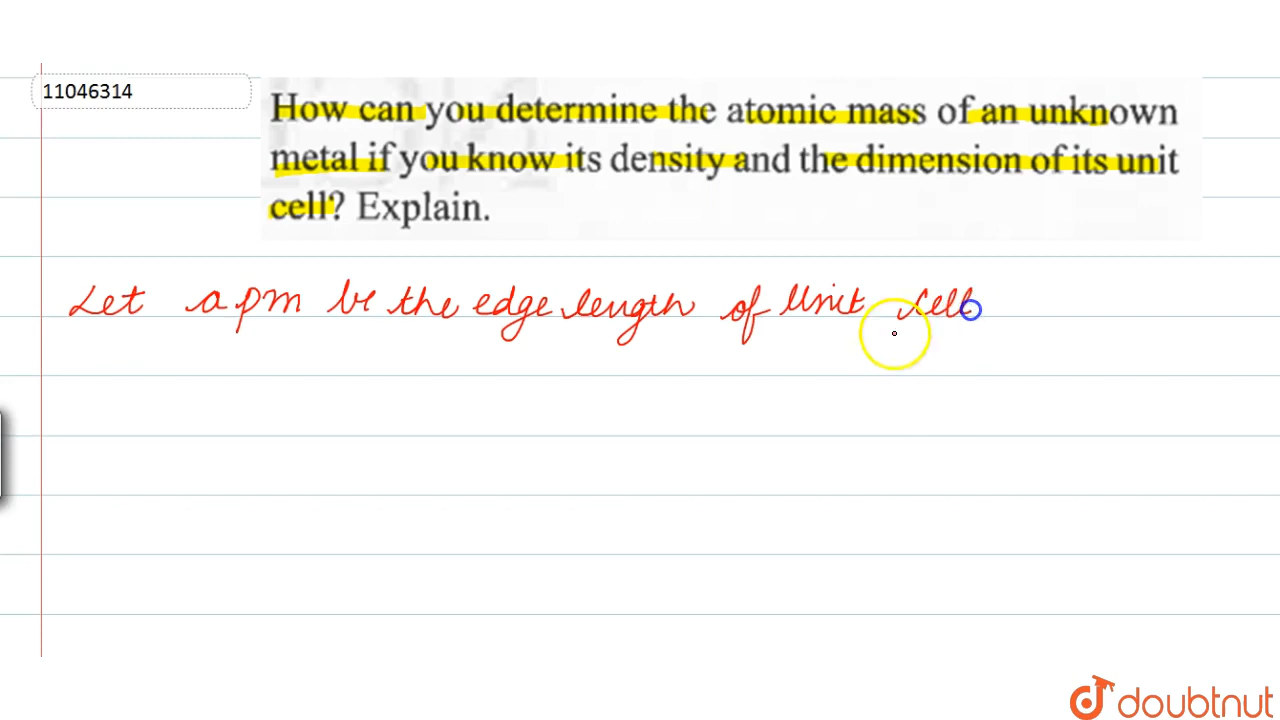 11046314
How can you determine the atomic mass of an unknown
metal if you know its density and the dimension of its unit
cell? Explain.
Let a pm be the edge length of Unit cell
doubtnut